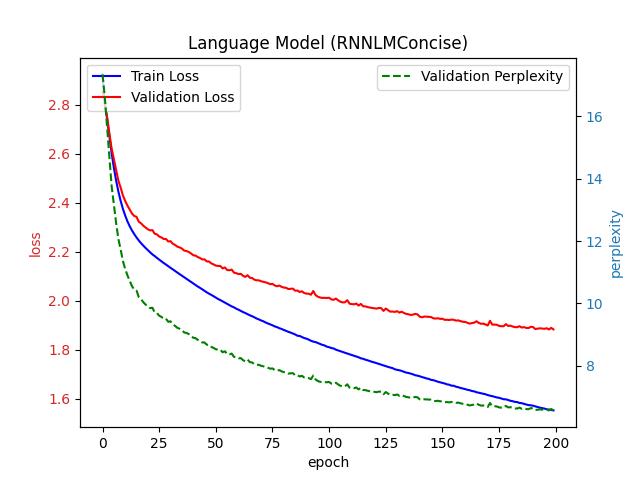 Language Model (RNNLMConcise)
Train Loss
Validation Loss
Validation Perplexity
2.8
2.6
2.4
2.2
2.0
1.8
1.6
loss
16
14
12
10
8
perplexity
0 25 50 75 100 125 150 175 200
epoch